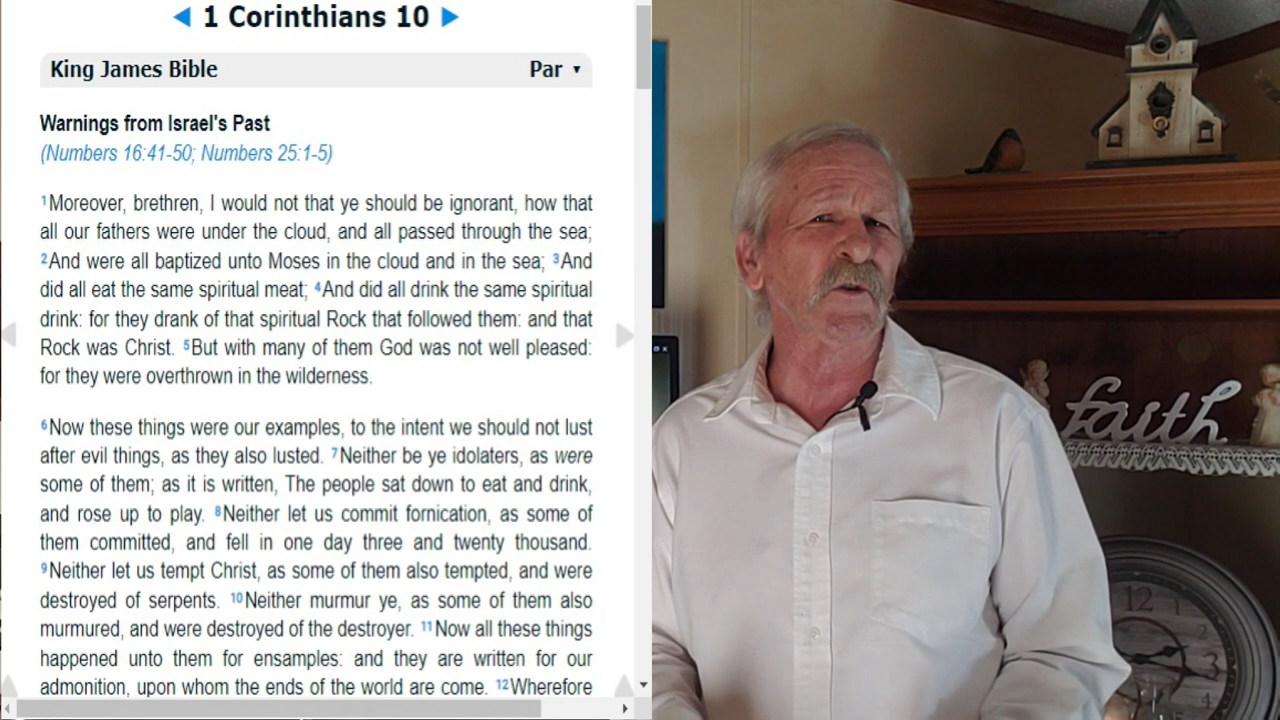 1 Corinthians 10
King James Bible Par
Warnings from Israel's Past
(Numbers 16:41-50; Numbers 25:1-5)
1Moreover, brethren, I would not that ye should be ignorant, how that
all our fathers were under the cloud, and all passed through the sea;
2And were all baptized unto Moses in the cloud and in the sea; 3And
did all eat the same spiritual meat; 4And did all drink the same spiritual
drink: for they drank of that spiritual Rock that followed them: and that
Rock was Christ. 5But with many of them God was not well pleased:
for they were overthrown in the wilderness.
6Now these things were our examples, to the intent we should not lust
after evil things, as they also lusted. 7Neither be ye idolaters, as were
some of them; as it is written, The people sat down to eat and drink,
and rose up to play. 8Neither let us commit fornication, as some of
them committed, and fell in one day three and twenty thousand.
9Neither let us tempt Christ, as some of them also tempted, and were
destroyed of serpents. 10Neither murmur ye, as some of them also
murmured, and were destroyed of the destroyer. 11Now all these things
happened unto them for ensamples: and they are written for our
admonition, upon whom the ends of the world are come. 12Wherefore
faith
12
1
2
3
4